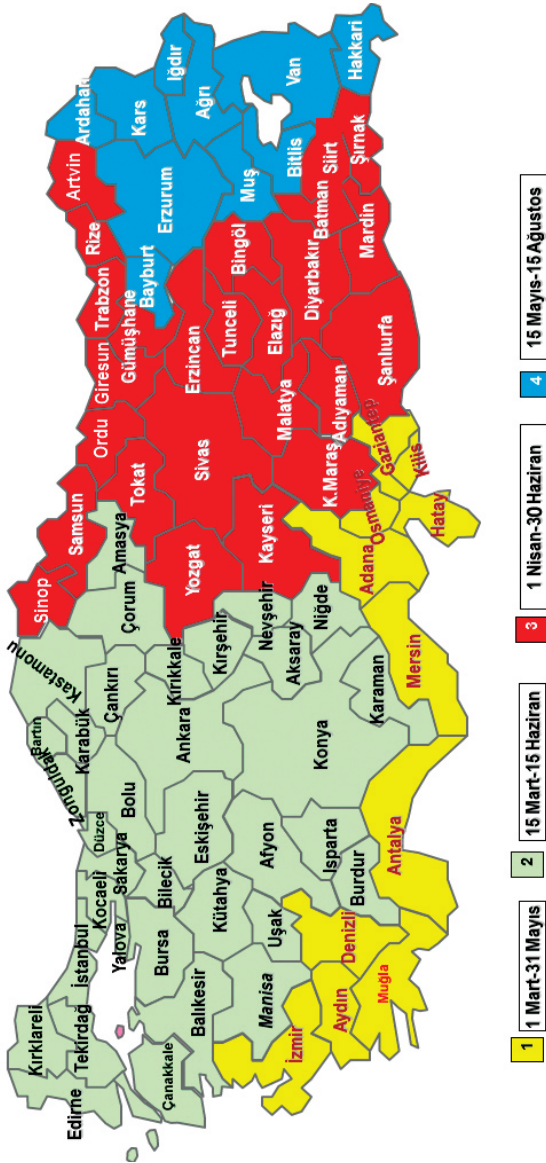 Kırklareli
Edirne
Tekirdağ
İstanbul
Çanakkale
Yalova
Kocaeli
Sakarya
Düzce
Zonguldak
Bartın
Karabük
Kastamonu
Bolu
Bilecik
Bursa
Balıkesir
Kütahya
Eskişehir
Ankara
Çankırı
Çorum
Amasya
Kırıkkale
Kırşehir
Nevşehir
Aksaray
Niğde
Konya
Karaman
Afyon
Uşak
Manisa
Isparta
Burdur
İzmir
Aydın
Denizli
Muğla
Antalya
Mersin
Adana
Osmaniye
Hatay
Gaziantep
Kilis
Sinop
Samsun
Ordu
Tokat
Sivas
Yozgat
Kayseri
K.Maraş
Giresun
Gümüşhane
Trabzon
Rize
Artvin
Erzincan
Tunceli
Bingöl
Elazığ
Malatya
Adıyaman
Şanlıurfa
Diyarbakır
Mardin
Batman
Siirt
Şırnak
Ardahan
Kars
Iğdır
Ağrı
Erzurum
Bayburt
Muş
Bitlis
Van
Hakkari
1 1 Mart-31 Mayıs
2 15 Mart-15 Haziran
3 1 Nisan-30 Haziran
4 15 Mayıs-15 Ağustos